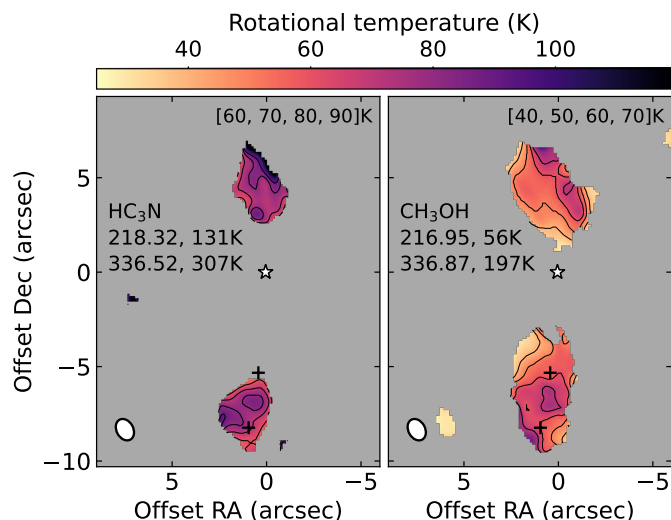 Rotational temperature (K)
40 60 80 100
[60, 70, 80, 90]K
[40, 50, 60, 70]K
HC₃N
218.32, 131K
336.52, 307K
CH₃OH
216.95, 56K
336.87, 197K
Offset Dec (arcsec)
5
0
−5
−10
5 0 −5
5 0 −5
Offset RA (arcsec)
Offset RA (arcsec)